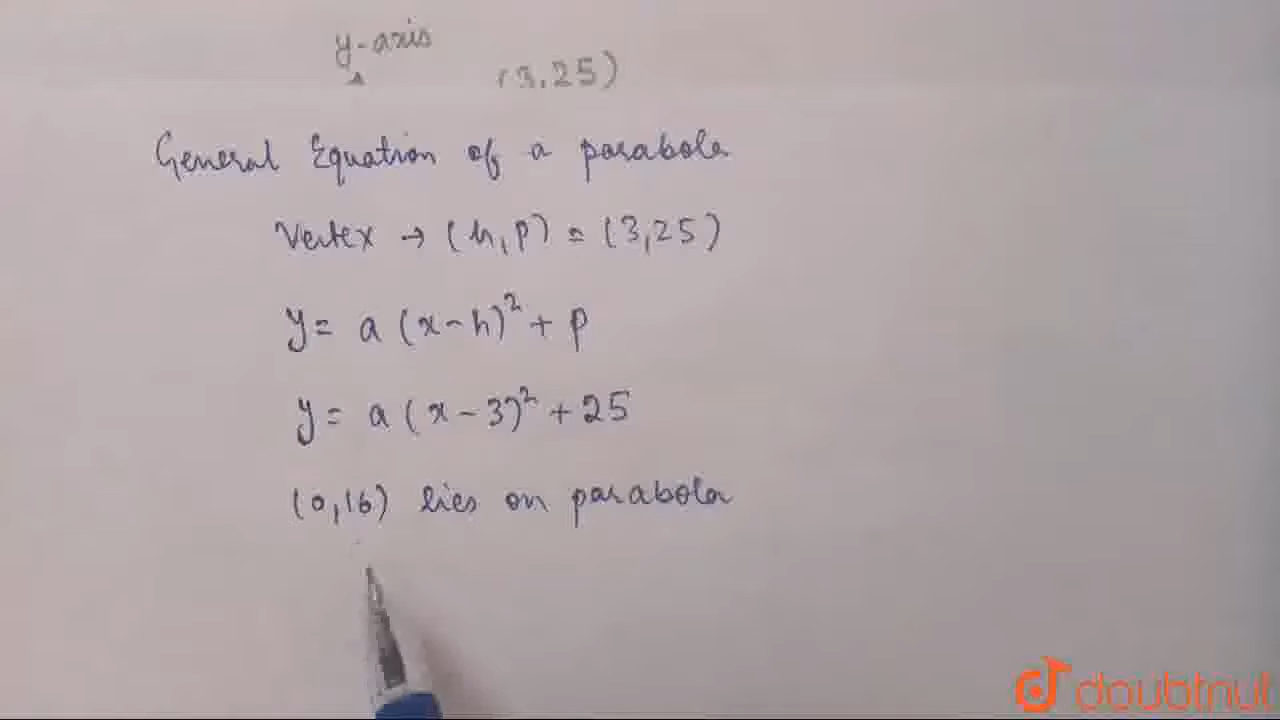 y-axis
(3,25)
General Equation of a parabola
Vertex → (h,p) = (3,25)
y = a (x-h)² + p
y = a (x-3)² + 25
(0,16) lies on parabola
doubtnut